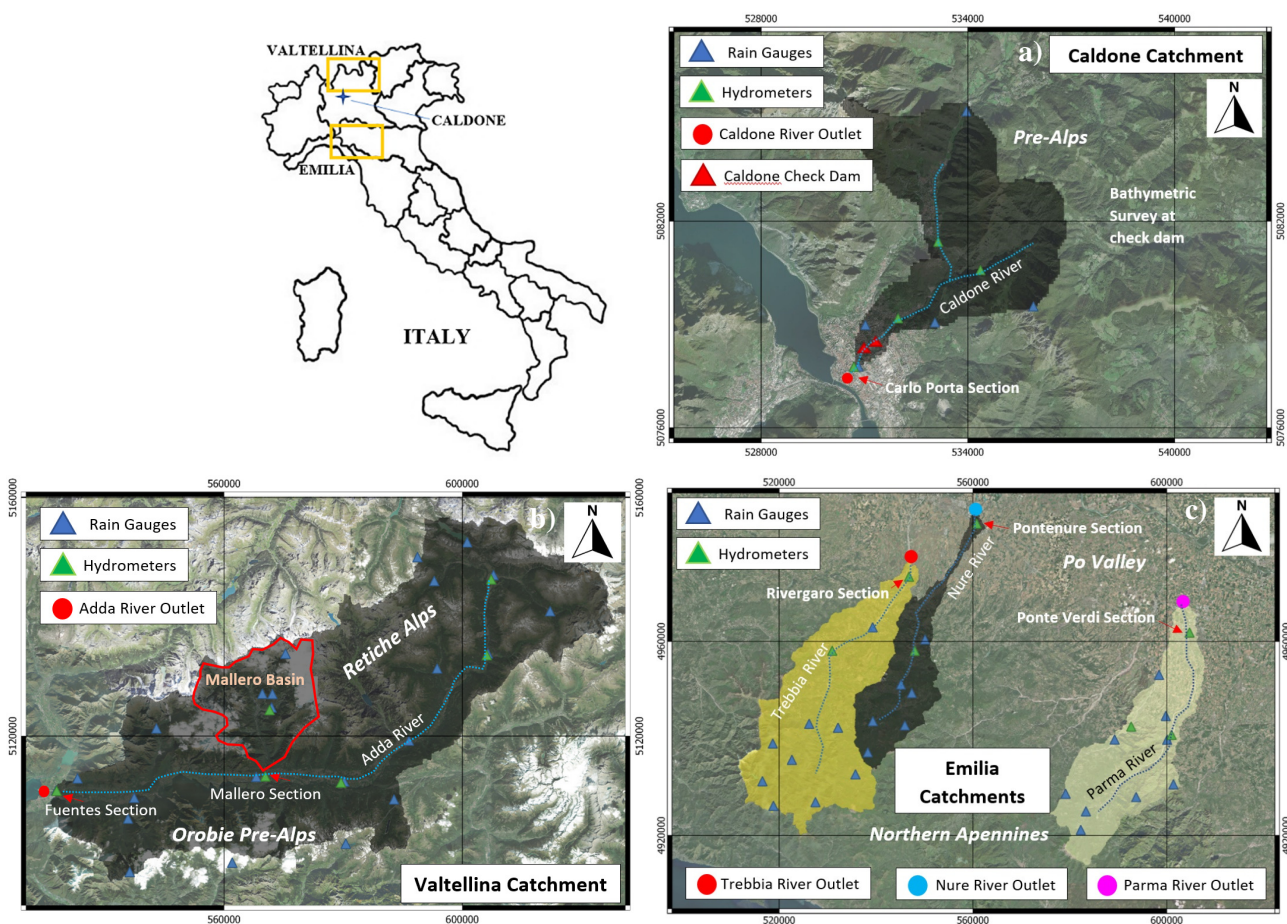 VALTELLINA
CALDONE
EMILIA
ITALY
528000
534000
540000
a)
Caldone Catchment
Rain Gauges
Hydrometers
Caldone River Outlet
Caldone Check Dam
N
Pre-Alps
Bathymetric
Survey at
check dam
Caldone River
Carlo Porta Section
5082000
5082000
5076000
5076000
528000
534000
540000
560000
600000
5160000
5160000
b)
Rain Gauges
Hydrometers
Adda River Outlet
N
Retiche Alps
Mallero Basin
Adda River
5120000
5120000
Fuentes Section
Mallero Section
Orobie Pre-Alps
Valtellina Catchment
560000
600000
520000
560000
600000
c)
Rain Gauges
Hydrometers
N
Pontenure Section
Po Valley
Nure River
Rivergaro Section
Ponte Verdi Section
4960000
4960000
Trebbia River
Parma River
Emilia
Catchments
Northern Apennines
4920000
4920000
Trebbia River Outlet
Nure River Outlet
Parma River Outlet
520000
560000
600000